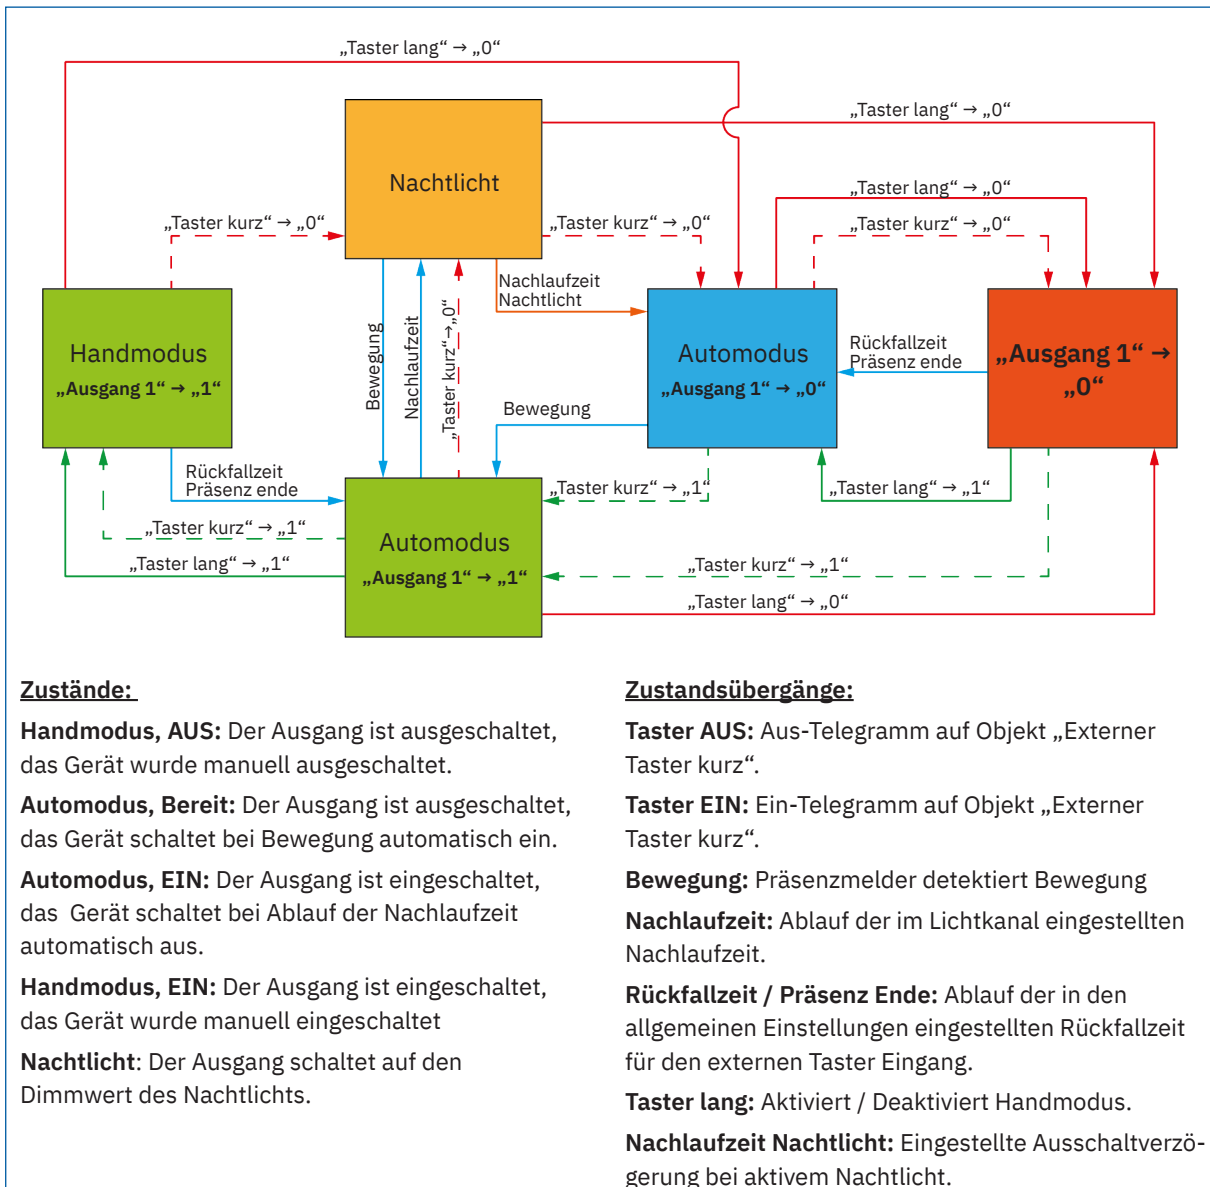 „Taster lang“ → „0“
„Taster lang“ → „0“
Nachtlicht
„Taster lang“ → „0“
„Taster kurz“ → „0“
„Taster kurz“ → „0“
„Taster kurz“ → „0“
Nachlaufzeit
Nachtlicht
Bewegung
Nachlaufzeit
„Taster kurz“→„0“
Handmodus
„Ausgang 1“ → „1“
Automodus
„Ausgang 1“ → „0“
Rückfallzeit
Präsenz ende
„Ausgang 1“ →
„0“
Bewegung
Rückfallzeit
Präsenz ende
„Taster kurz“ → „1“
„Taster lang“ → „1“
„Taster kurz“ → „1“
„Taster lang“ → „1“
Automodus
„Ausgang 1“ → „1“
„Taster kurz“ → „1“
„Taster lang“ → „0“
Zustände:
Handmodus, AUS: Der Ausgang ist ausgeschaltet,
das Gerät wurde manuell ausgeschaltet.
Automodus, Bereit: Der Ausgang ist ausgeschaltet,
das Gerät schaltet bei Bewegung automatisch ein.
Automodus, EIN: Der Ausgang ist eingeschaltet,
das Gerät schaltet bei Ablauf der Nachlaufzeit
automatisch aus.
Handmodus, EIN: Der Ausgang ist eingeschaltet,
das Gerät wurde manuell eingeschaltet
Nachtlicht: Der Ausgang schaltet auf den
Dimmwert des Nachtlichts.
Zustandsübergänge:
Taster AUS: Aus-Telegramm auf Objekt „Externer
Taster kurz“.
Taster EIN: Ein-Telegramm auf Objekt „Externer
Taster kurz“.
Bewegung: Präsenzmelder detektiert Bewegung
Nachlaufzeit: Ablauf der im Lichtkanal eingestellten
Nachlaufzeit.
Rückfallzeit / Präsenz Ende: Ablauf der in den
allgemeinen Einstellungen eingestellten Rückfallzeit
für den externen Taster Eingang.
Taster lang: Aktiviert / Deaktiviert Handmodus.
Nachlaufzeit Nachtlicht: Eingestellte Ausschaltverzö-
gerung bei aktivem Nachtlicht.